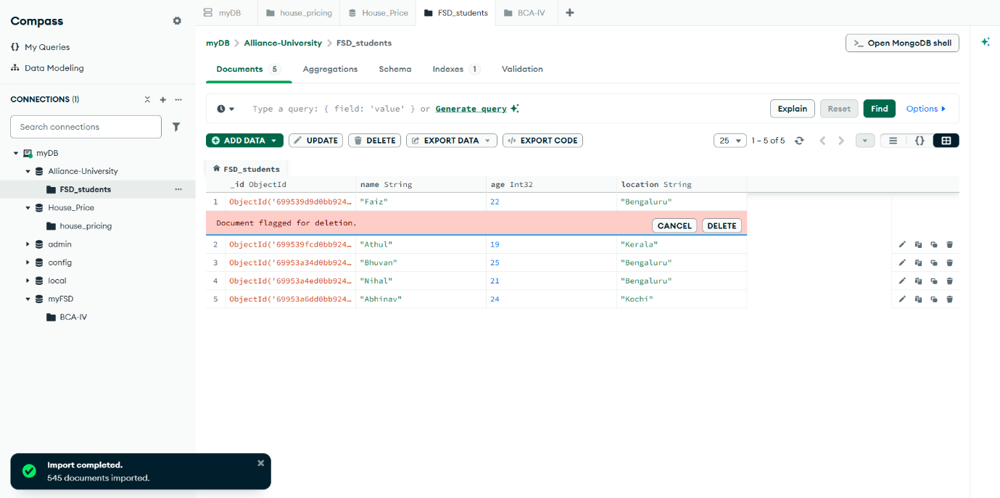 Compass
My Queries
Data Modeling
CONNECTIONS (1)
Search connections
myDB
Alliance-University
FSD_students
House_Price
house_pricing
admin
config
local
myFSD
BCA-IV
Import completed.
545 documents imported.
myDB house_pricing House_Price FSD_students BCA-IV
myDB > Alliance-University > FSD_students
>_ Open MongoDB shell
Documents 5 Aggregations Schema Indexes 1 Validation
Type a query: { field: 'value' } or Generate query
Explain Reset Find Options
ADD DATA UPDATE DELETE EXPORT DATA EXPORT CODE
25 1 – 5 of 5 {}
FSD_students
_id ObjectId name String age Int32 location String
1 ObjectId('699539d9d0bb924… "Faiz" 22 "Bengaluru"
Document flagged for deletion. CANCEL DELETE
2 ObjectId('699539fcd0bb924… "Athul" 19 "Kerala"
3 ObjectId('69953a34d0bb924… "Bhuvan" 25 "Bengaluru"
4 ObjectId('69953a4ed0bb924… "Nihal" 21 "Bengaluru"
5 ObjectId('69953a6dd0bb924… "Abhinav" 24 "Kochi"